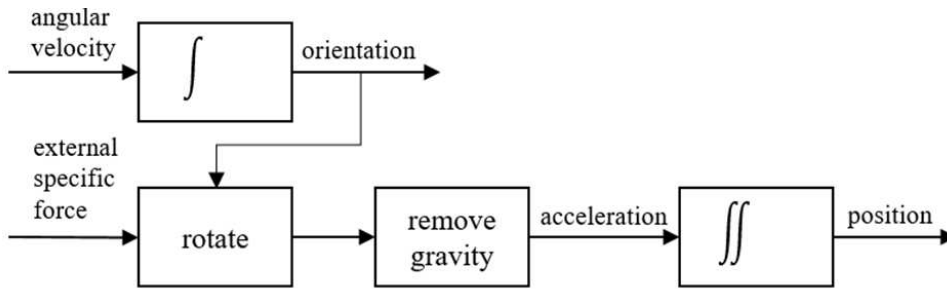 angular
velocity
∫
orientation
external
specific
force
rotate
remove
gravity
acceleration
∬
position